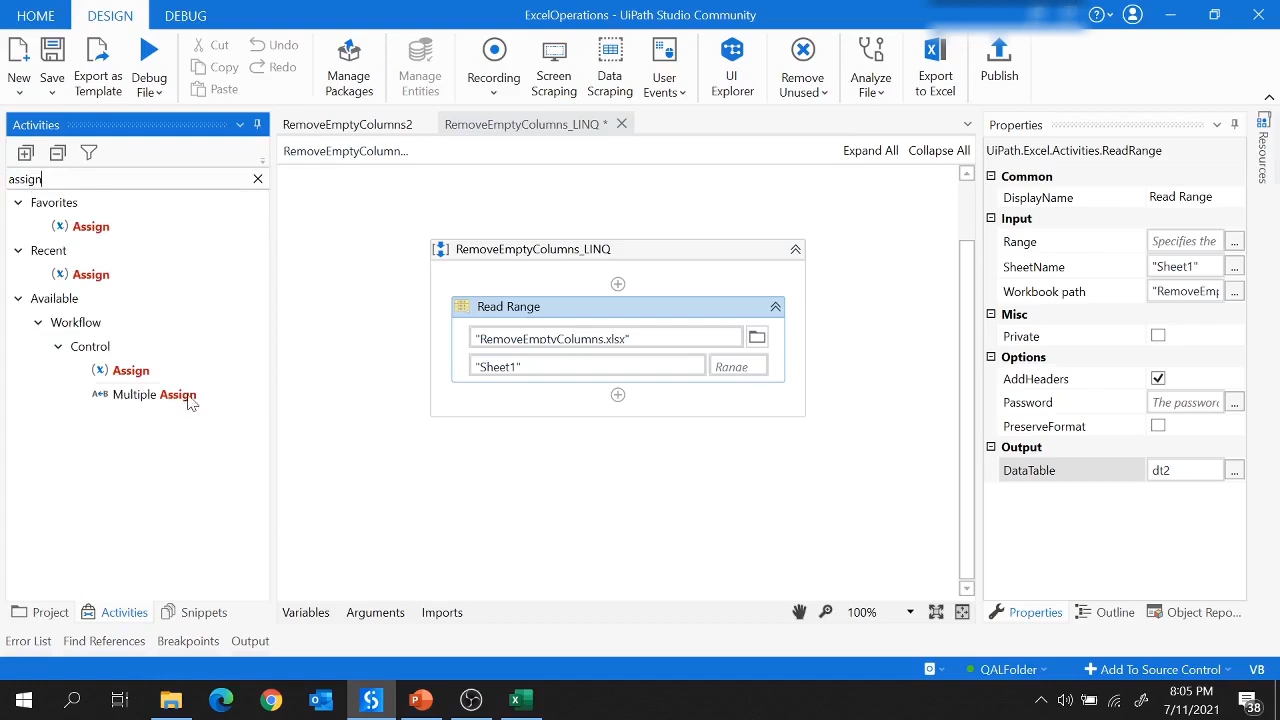 HOME DESIGN DEBUG
ExcelOperations - UiPath Studio Community
New
Save
Export as Template
Debug File
Cut
Copy
Paste
Undo
Redo
Manage Packages
Manage Entities
Recording
Screen Scraping
Data Scraping
User Events
UI Explorer
Remove Unused
Analyze File
Export to Excel
Publish
Activities
assign
Favorites
(x) Assign
Recent
(x) Assign
Available
Workflow
Control
(x) Assign
A+B Multiple Assign
Project Activities Snippets
RemoveEmptyColumns2 RemoveEmptyColumns_LINQ *
RemoveEmptyColumn... Expand All Collapse All
RemoveEmptyColumns_LINQ
Read Range
"RemoveEmptyColumns.xlsx"
"Sheet1" Range
Variables Arguments Imports 100%
Properties
UiPath.Excel.Activities.ReadRange
Common
DisplayName Read Range
Input
Range Specifies the ...
SheetName "Sheet1" ...
Workbook path "RemoveEmp ...
Misc
Private
Options
AddHeaders
Password The password ...
PreserveFormat
Output
DataTable dt2 ...
Properties Outline Object Repo...
Resources
Error List Find References Breakpoints Output
QALFolder Add To Source Control VB
8:05 PM
7/11/2021
38